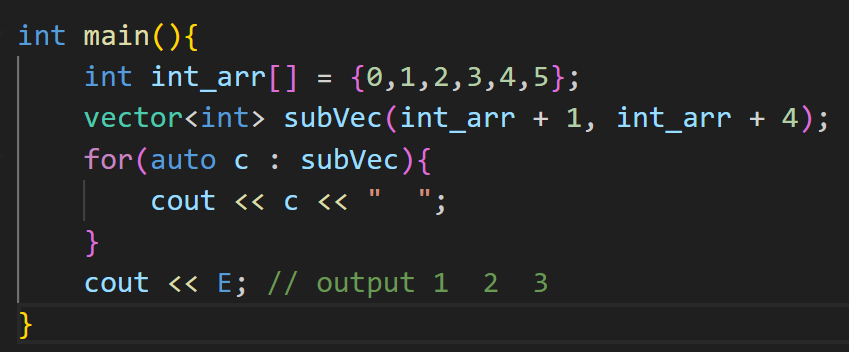 int main(){
    int int_arr[] = {0,1,2,3,4,5};
    vector<int> subVec(int_arr + 1, int_arr + 4);
    for(auto c : subVec){
        cout << c << "  ";
    }
    cout << E; // output 1  2  3
}